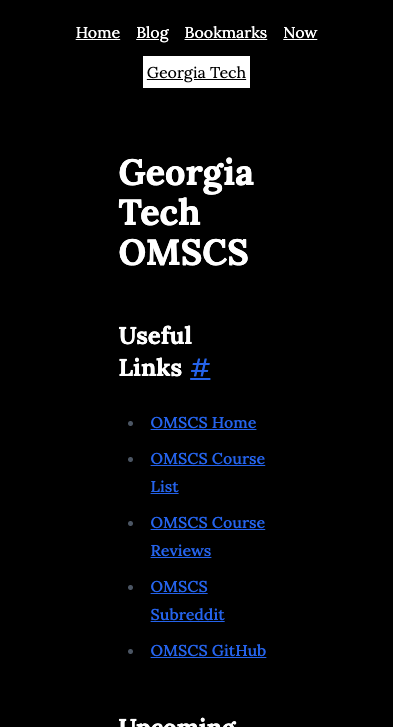 Home Blog Bookmarks Now
Georgia Tech
Georgia
Tech
OMSCS
Useful
Links #
OMSCS Home
OMSCS Course
List
OMSCS Course
Reviews
OMSCS
Subreddit
OMSCS GitHub
Upcoming